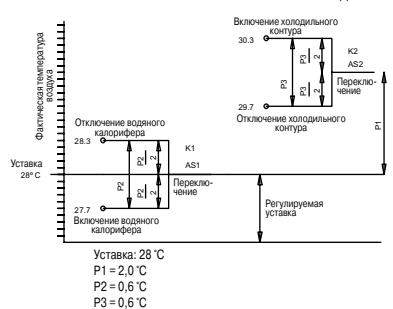 Включение холодильного
контура
30.3
K2
AS2
P3
P3
2
P3
2
Переклю-
чение
29.7
Отключение холодильного
контура
P1
Фактическая температура
воздуха
Отключение водяного
калорифера
28.3
K1
AS1
P2
P2
2
P2
2
Уставка
28° C
Переклю-
чение
27.7
Включение водяного
калорифера
Регулируемая
уставка
Уставка: 28 °C
P1 = 2,0 °C
P2 = 0,6 °C
P3 = 0,6 °C